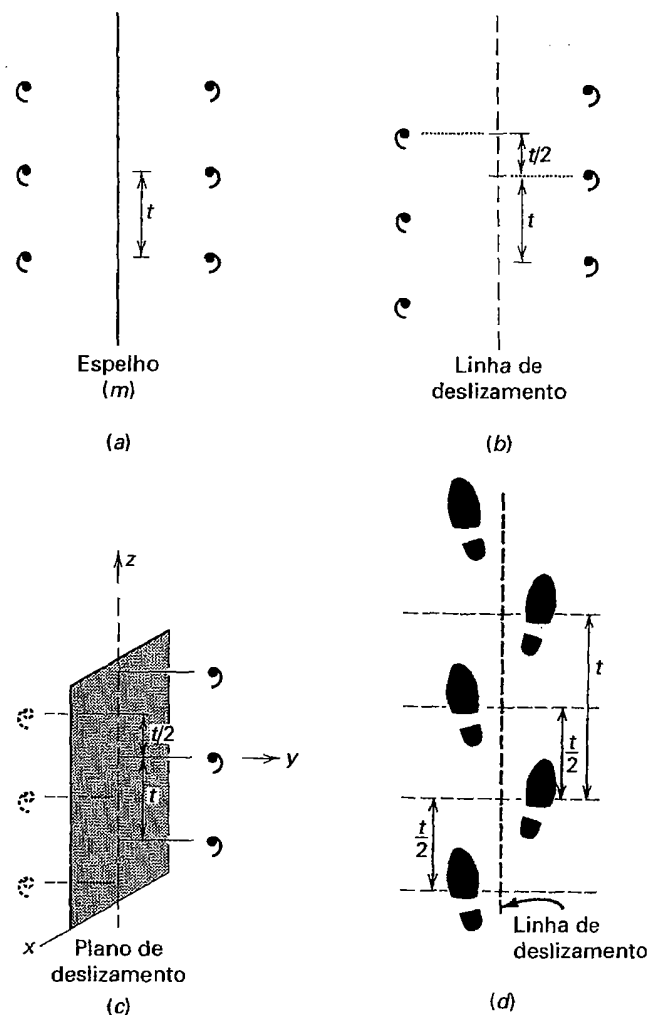 t
Espelho
(m)
(a)
t/2
t
Linha de
deslizamento
(b)
z
t/2
y
t
x
Plano de
deslizamento
(c)
t
t/2
t/2
Linha de
deslizamento
(d)